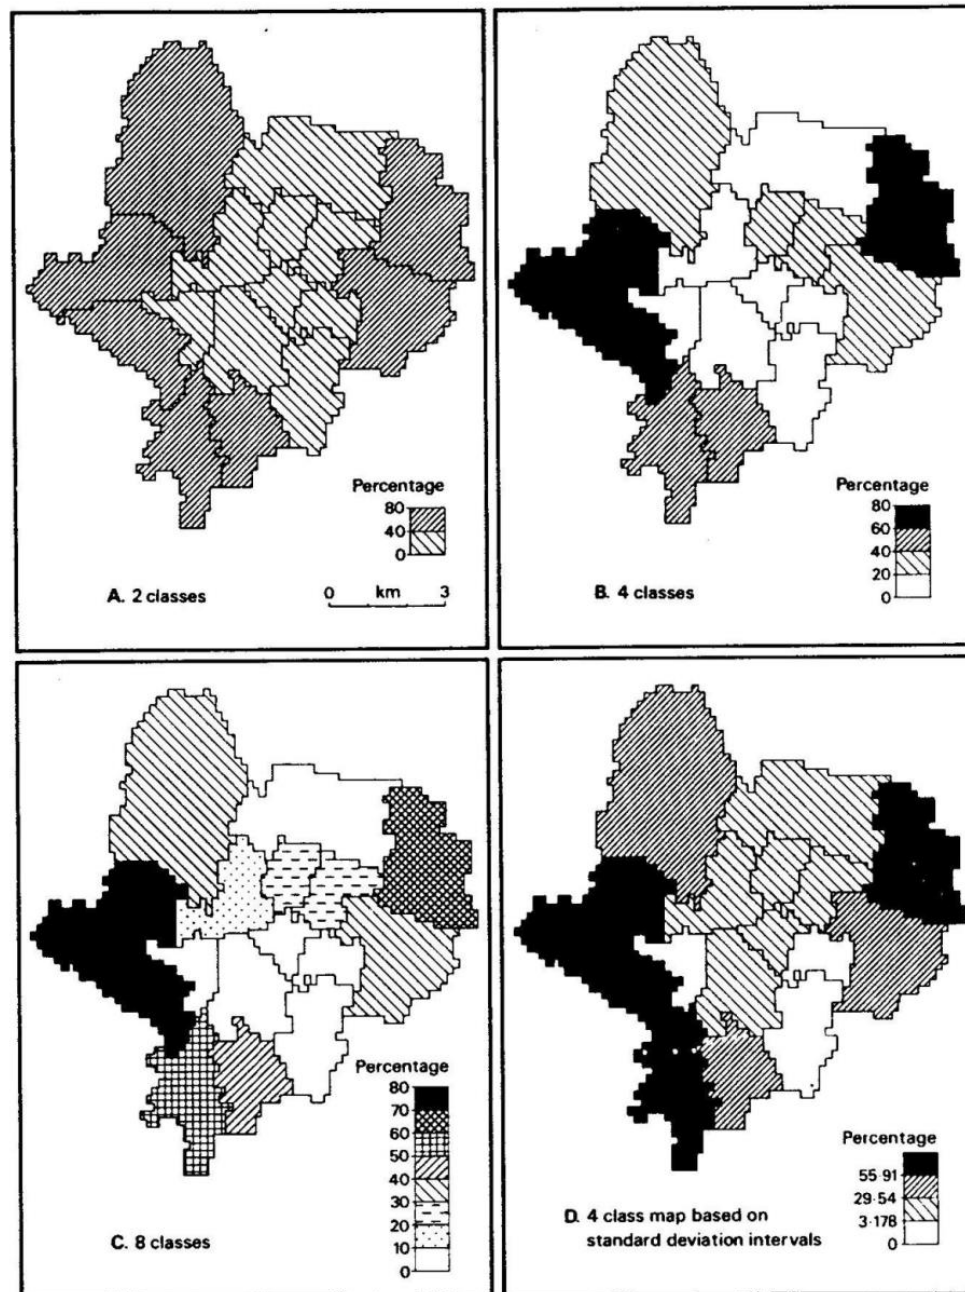 Percentage
80
40
0
A. 2 classes
0 km 3
Percentage
80
60
40
20
0
B. 4 classes
Percentage
80
70
60
50
40
30
20
10
0
C. 8 classes
Percentage
55·91
29·54
3·178
0
D. 4 class map based on
standard deviation intervals